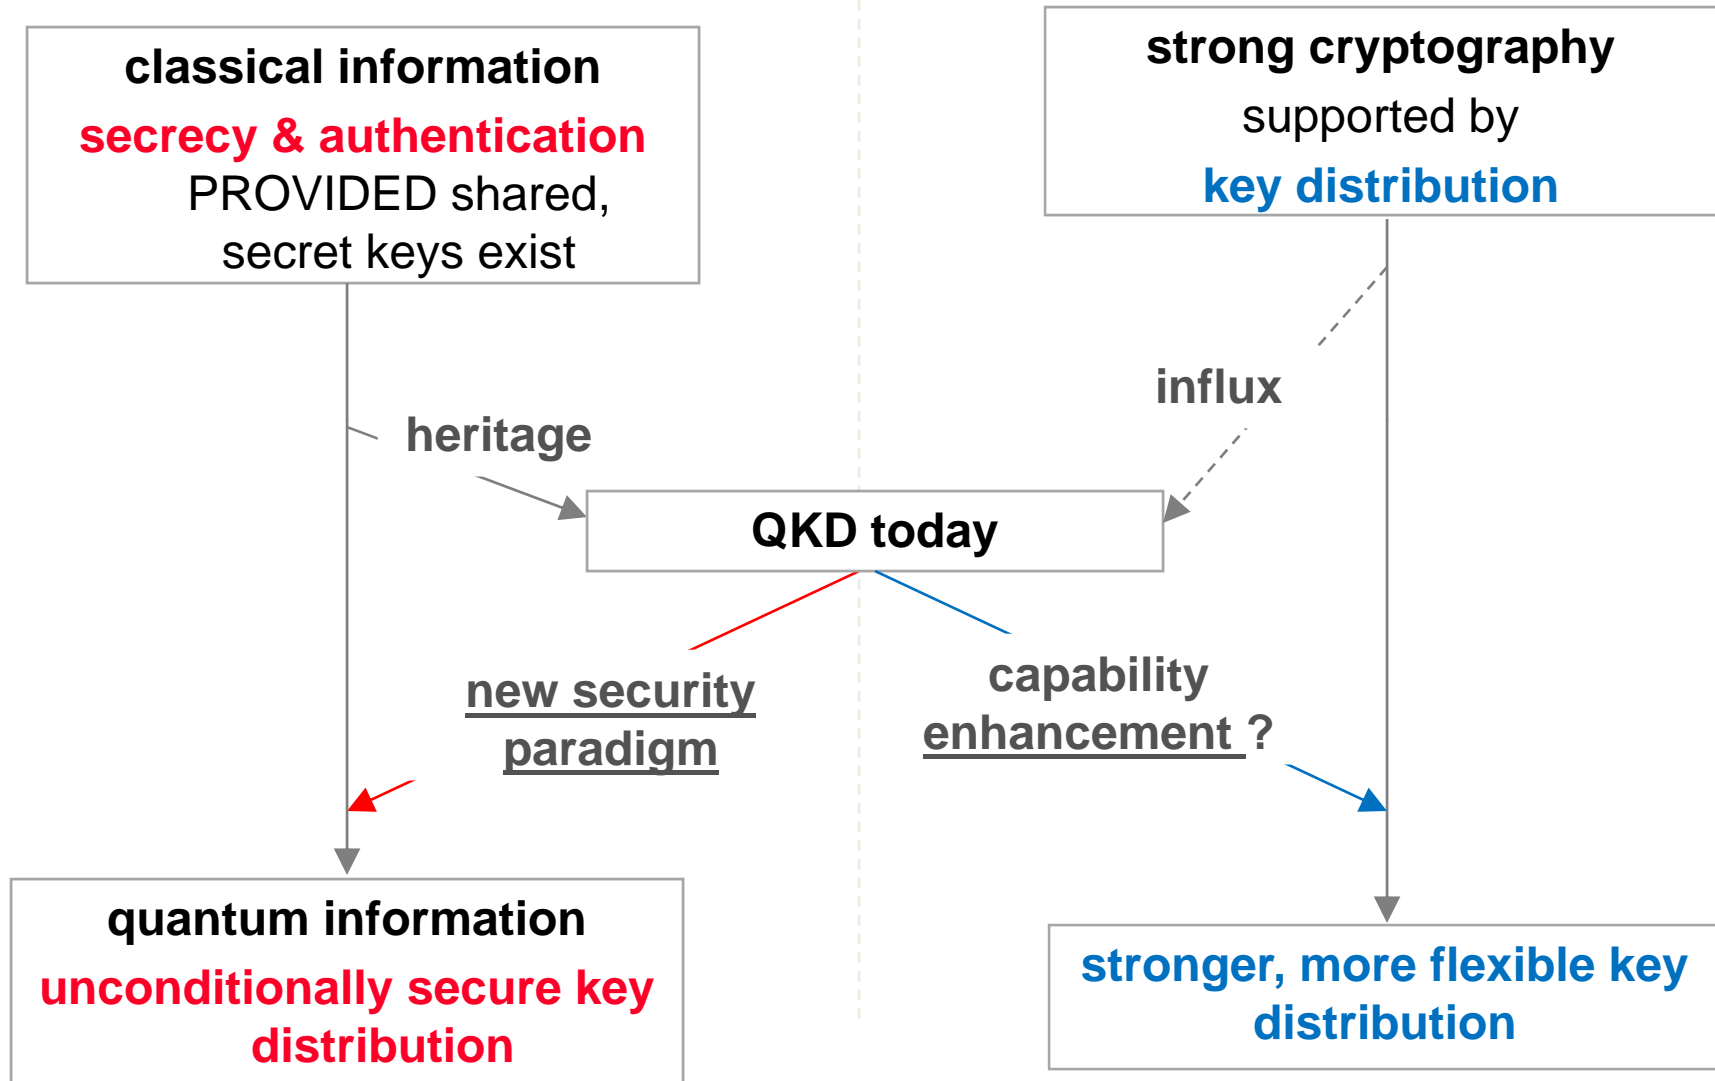 classical information
secrecy & authentication
PROVIDED shared,
secret keys exist
strong cryptography
supported by
key distribution
influx
heritage
QKD today
new security
paradigm
capability
enhancement ?
quantum information
unconditionally secure key
distribution
stronger, more flexible key
distribution